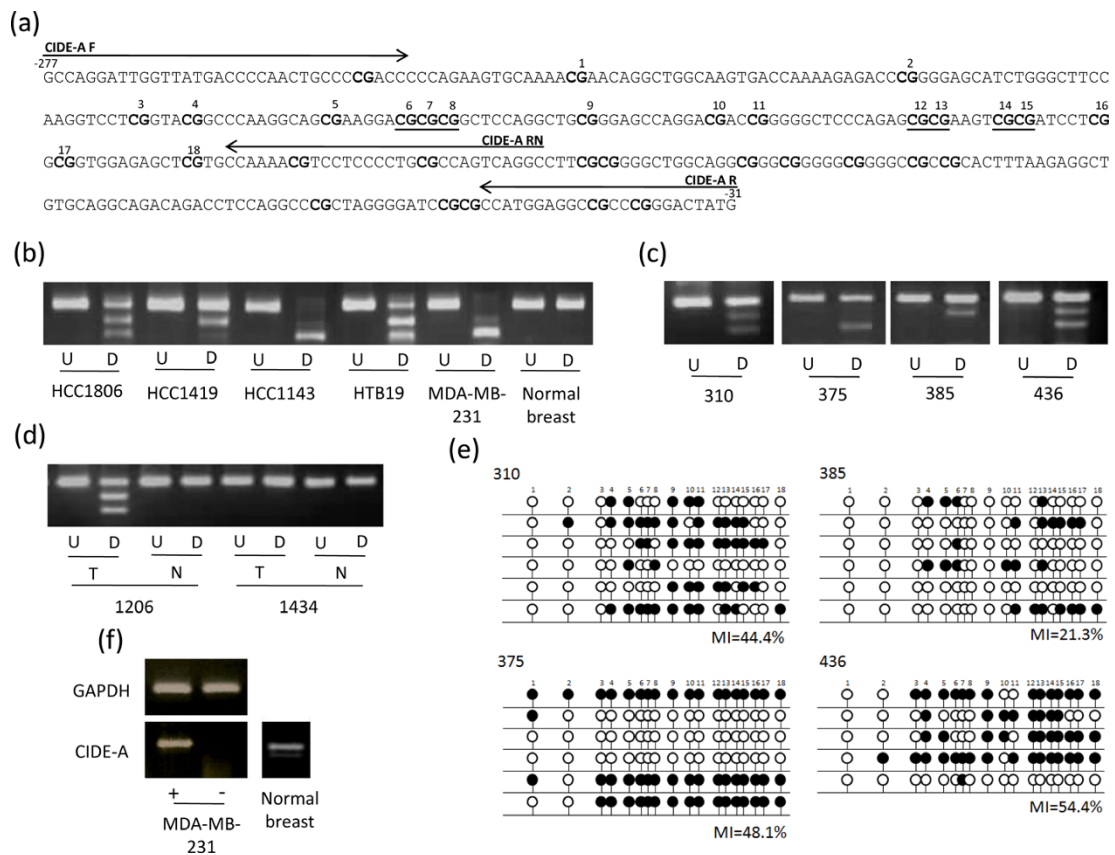 (a)
CIDE-A F
-277 1 2
GCCAGGATTGGTTATGACCCCAACTGCCCCGACCCCCAGAAGTGCAAAACGAACAGGCTGGCAAGTGACCAAAAGAGACCCGGGGAGCATCTGGGCTTCC
3 4 5 6 7 8 9 10 11 12 13 14 15 16
AAGGTCCTCGGTACGGCCCAAGGCAGCGAAGGACGCGCGGCTCCAGGCTGCGGGAGCCAGGACGACCGGGGGCTCCCAGAGCGCGAAGTCGCGATCCTCG
17 18 CIDE-A RN
GCGGTGGAGAGCTCGTGCCAAAACGTCCTCCCCTGCGCCAGTCAGGCCTTCGCGGGGCTGGCAGGCGGGCGGGGGCGGGGCCGCCGCACTTTAAGAGGCT
CIDE-A R -31
GTGCAGGCAGACAGACCTCCAGGCCCGCTAGGGGATCCGCGCCATGGAGGCCGCCCGGGACTATG
(b)
U D U D U D U D U D U D
HCC1806 HCC1419 HCC1143 HTB19 MDA-MB-231 Normal breast
(c)
U D U D U D U D
310 375 385 436
(d)
U D U D U D U D
T N T N
1206 1434
(e)
310
1 2 3 4 5 6 7 8 9 10 11 12 13 14 15 16 17 18
MI=44.4%
385
1 2 3 4 5 6 7 8 9 10 11 12 13 14 15 16 17 18
MI=21.3%
375
1 2 3 4 5 6 7 8 9 10 11 12 13 14 15 16 17 18
MI=48.1%
436
1 2 3 4 5 6 7 8 9 10 11 12 13 14 15 16 17 18
MI=54.4%
(f)
GAPDH
CIDE-A
+ -
MDA-MB-
231
Normal
breast